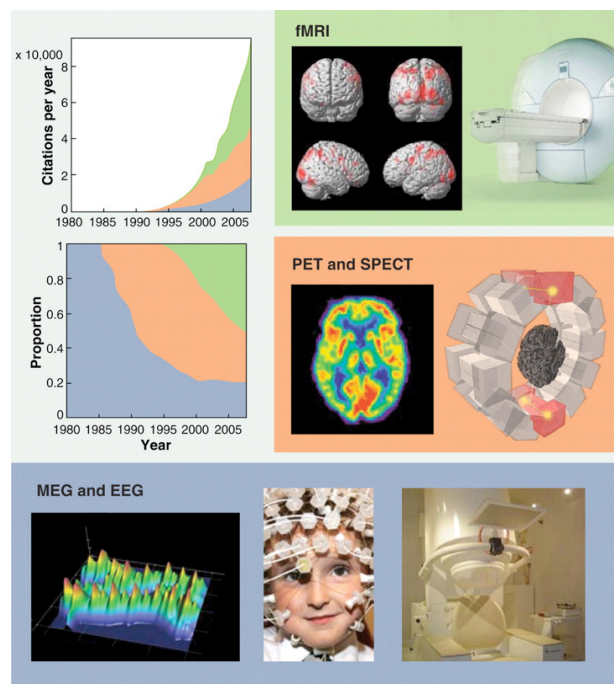 x 10,000
Citations per year
8
6
4
2
0
1980 1985 1990 1995 2000 2005
fMRI
Proportion
1
0.8
0.6
0.4
0.2
0
1980 1985 1990 1995 2000 2005
Year
PET and SPECT
MEG and EEG